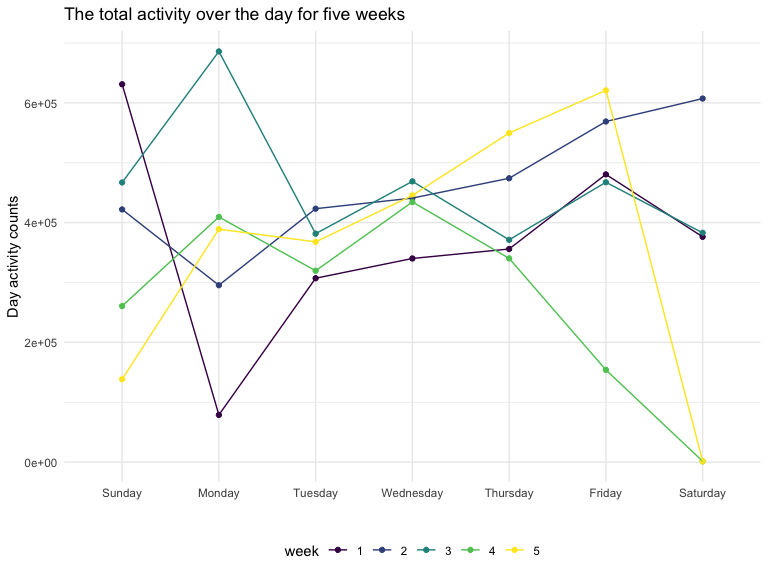 The total activity over the day for five weeks
Day activity counts
6e+05
4e+05
2e+05
0e+00
Sunday Monday Tuesday Wednesday Thursday Friday Saturday
week 1 2 3 4 5